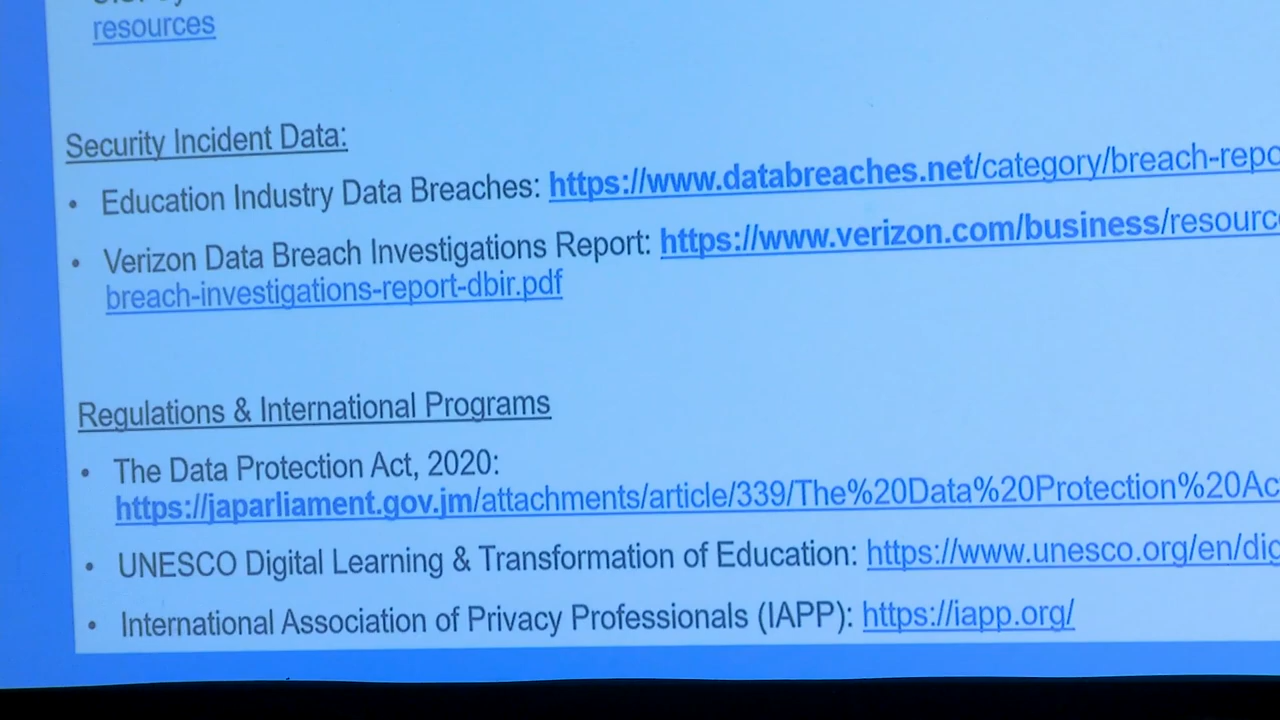 resources
Security Incident Data:
• Education Industry Data Breaches: https://www.databreaches.net/category/breach-repo
• Verizon Data Breach Investigations Report: https://www.verizon.com/business/resourc
breach-investigations-report-dbir.pdf
Regulations & International Programs
• The Data Protection Act, 2020:
https://japarliament.gov.jm/attachments/article/339/The%20Data%20Protection%20Ac
• UNESCO Digital Learning & Transformation of Education: https://www.unesco.org/en/dig
• International Association of Privacy Professionals (IAPP): https://iapp.org/